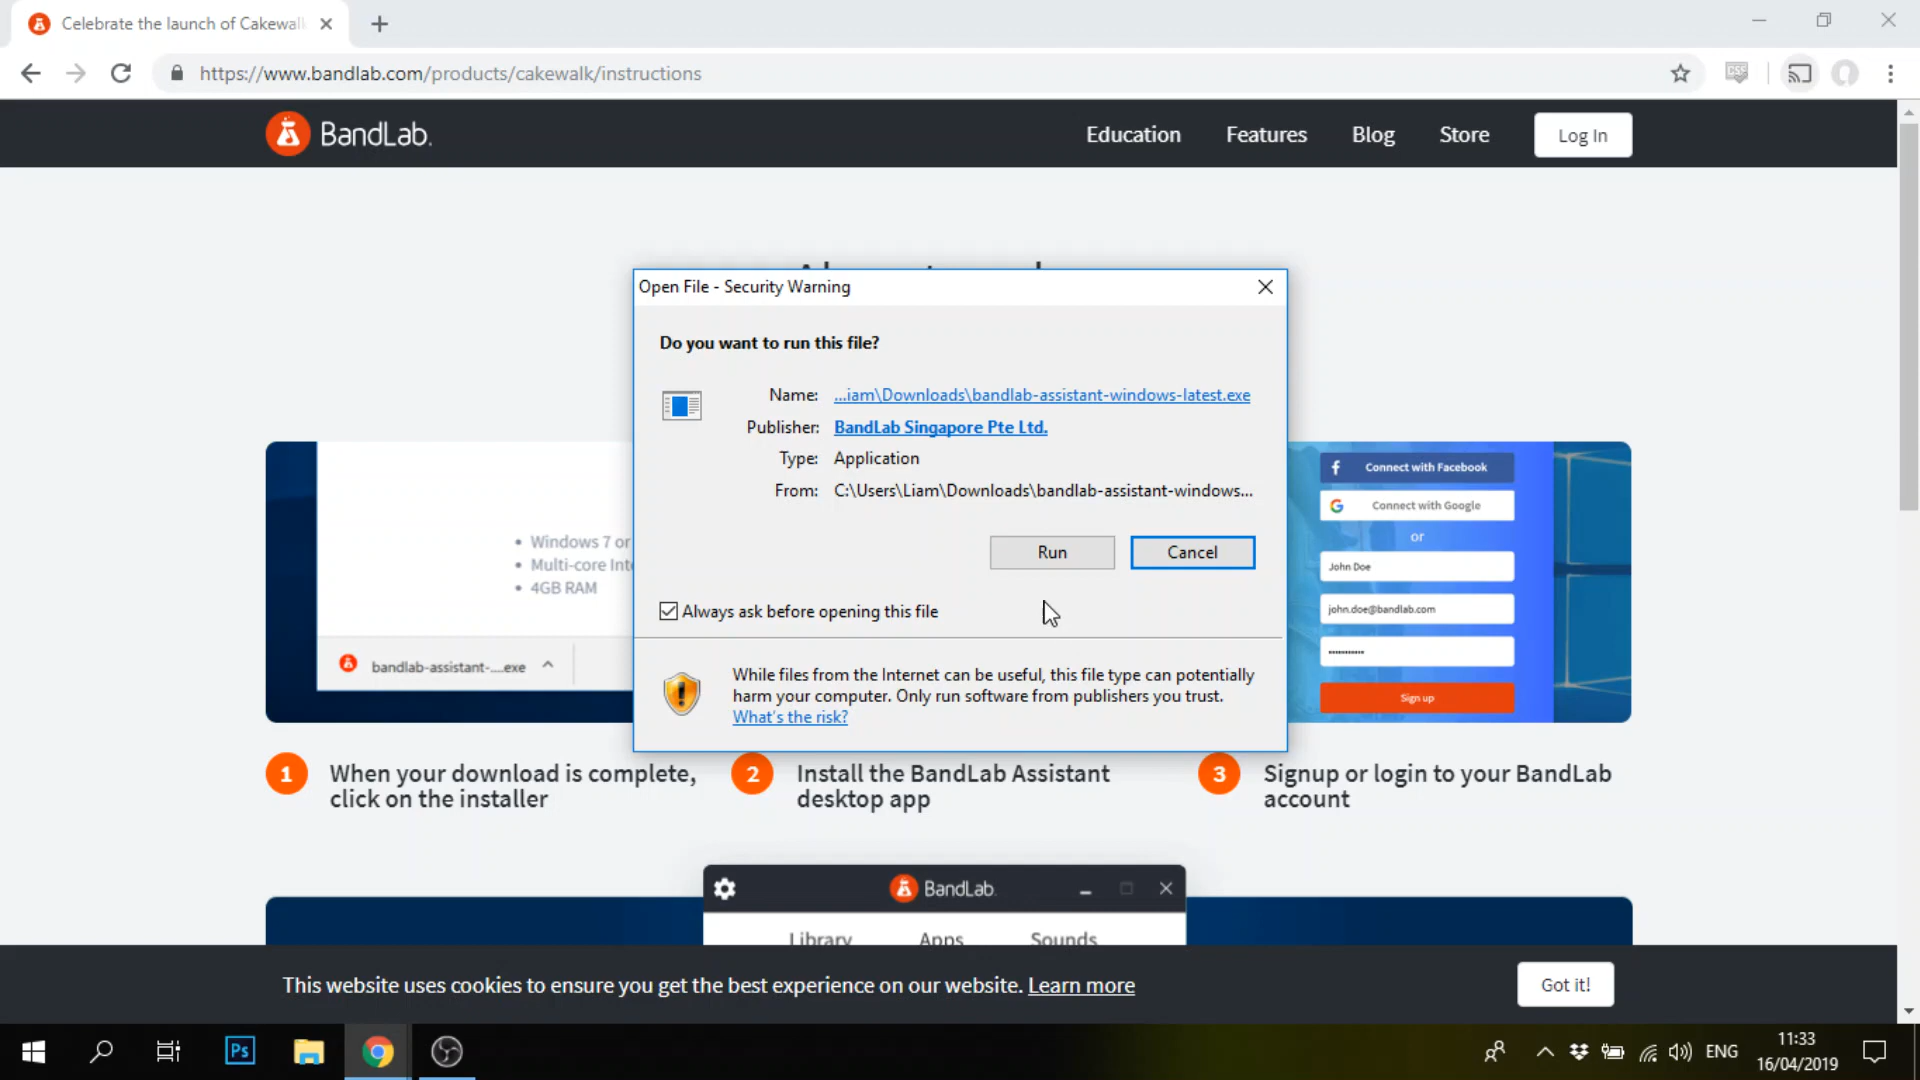 Celebrate the launch of Cakewal
https://www.bandlab.com/products/cakewalk/instructions
BandLab.
Education
Features
Blog
Store
Log In
Open File - Security Warning
Do you want to run this file?
Name: ...iam\Downloads\bandlab-assistant-windows-latest.exe
Publisher: BandLab Singapore Pte Ltd.
Type: Application
From: C:\Users\Liam\Downloads\bandlab-assistant-windows...
Run
Cancel
Always ask before opening this file
While files from the Internet can be useful, this file type can potentially
harm your computer. Only run software from publishers you trust.
What's the risk?
• Windows 7 or
• Multi-core Int
• 4GB RAM
bandlab-assistant-....exe
Connect with Facebook
Connect with Google
or
John Doe
john.doe@bandlab.com
Sign up
1 When your download is complete,
click on the installer
2 Install the BandLab Assistant
desktop app
3 Signup or login to your BandLab
account
BandLab.
Library
Apps
Sounds
This website uses cookies to ensure you get the best experience on our website. Learn more
Got it!
Ps
ENG
11:33
16/04/2019